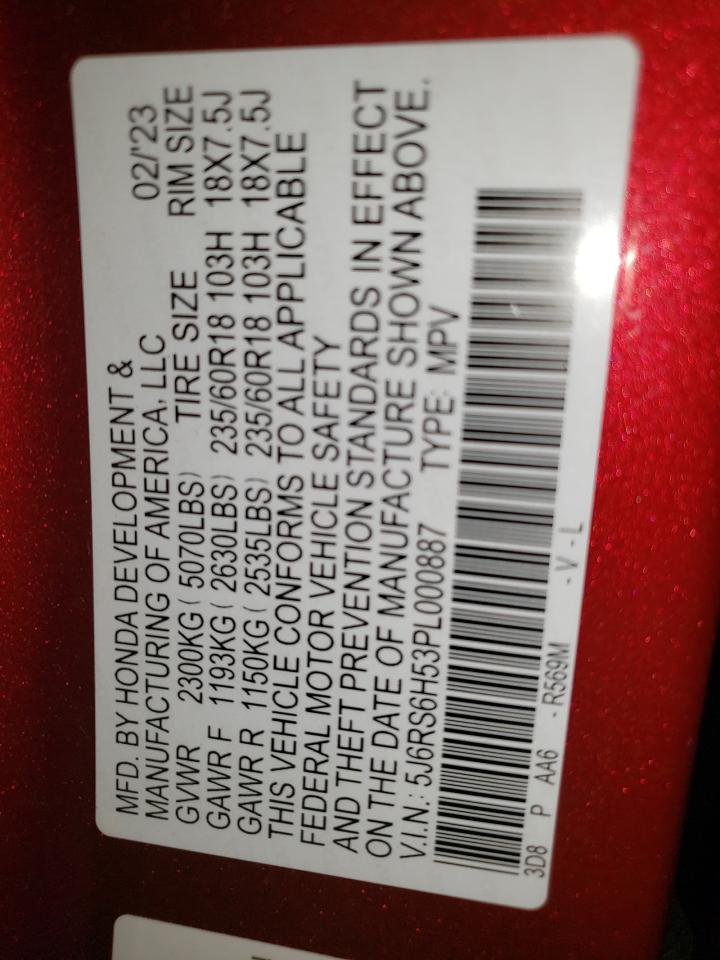 MFD. BY HONDA DEVELOPMENT &
MANUFACTURING OF AMERICA, LLC 02/'23
GVWR 2300KG ( 5070LBS) TIRE SIZE RIM SIZE
GAWR F 1193KG ( 2630LBS) 235/60R18 103H 18X7.5J
GAWR R 1150KG ( 2535LBS) 235/60R18 103H 18X7.5J
THIS VEHICLE CONFORMS TO ALL APPLICABLE
FEDERAL MOTOR VEHICLE SAFETY
AND THEFT PREVENTION STANDARDS IN EFFECT
ON THE DATE OF MANUFACTURE SHOWN ABOVE.
V.I.N.: 5J6RS6H53PL000887 TYPE: MPV
3D8 P AA6 - R569M - V - L